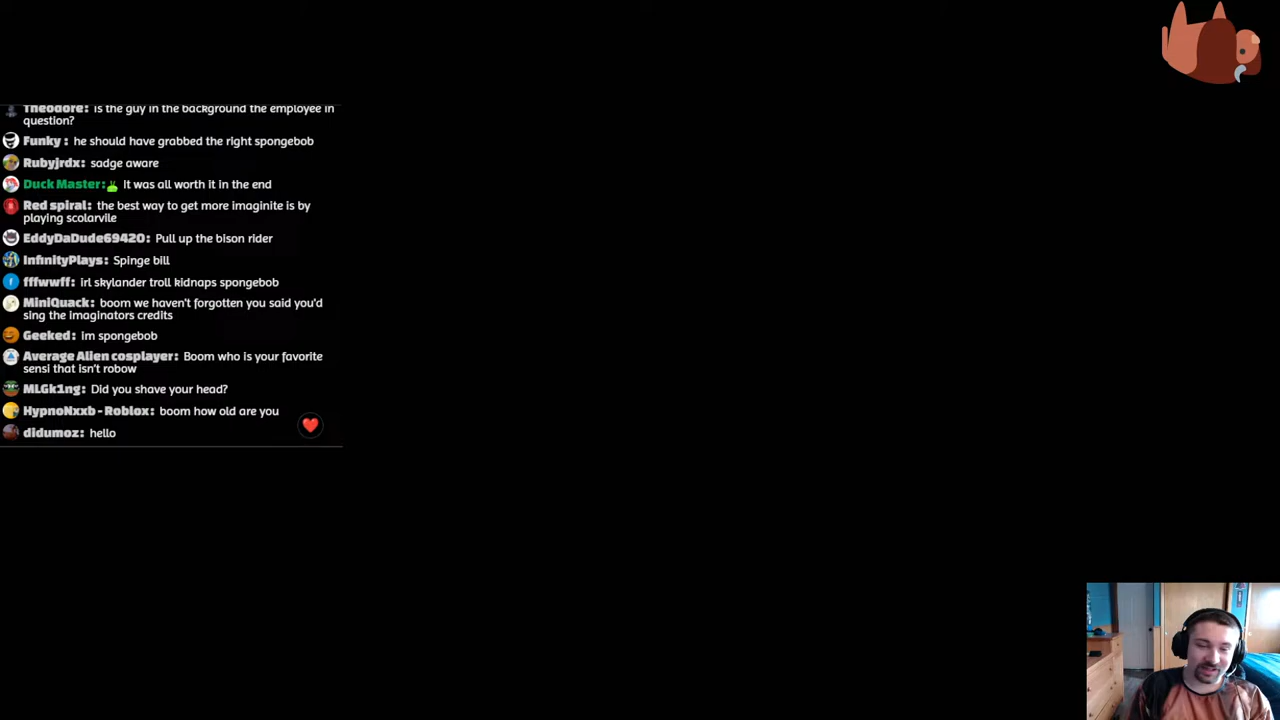 Theodore: is the guy in the background the employee in
question?
Funky : he should have grabbed the right spongebob
Rubyjrdx: sadge aware
Duck Master: It was all worth it in the end
Red spiral: the best way to get more imaginite is by
playing scolarvile
EddyDaDude69420: Pull up the bison rider
InfinityPlays: Spinge bill
fffwwff: irl skylander troll kidnaps spongebob
MiniQuack: boom we haven't forgotten you said you'd
sing the imaginators credits
Geeked: im spongebob
Average Alien cosplayer: Boom who is your favorite
sensi that isn't robow
MLGk1ng: Did you shave your head?
HypnoNxxb - Roblox: boom how old are you
didumoz: hello